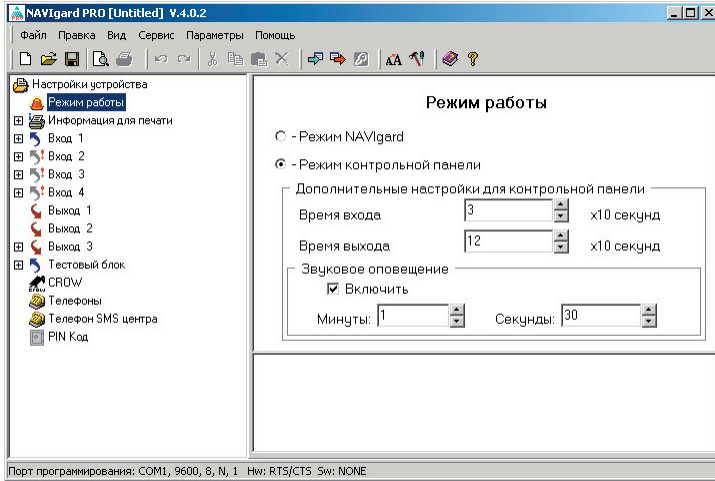 NAVIgard PRO [Untitled] V.4.0.2
Файл Правка Вид Сервис Параметры Помощь
Настройки устройства
Режим работы
Информация для печати
Вход 1
Вход 2
Вход 3
Вход 4
Выход 1
Выход 2
Выход 3
Тестовый блок
CROW
Телефоны
Телефон SMS центра
PIN Код
Режим работы
- Режим NAVIgard
- Режим контрольной панели
Дополнительные настройки для контрольной панели
Время входа 3 x10 секунд
Время выхода 12 x10 секунд
Звуковое оповещение
Включить
Минуты: 1 Секунды: 30
Порт программирования: COM1, 9600, 8, N, 1 Hw: RTS/CTS Sw: NONE